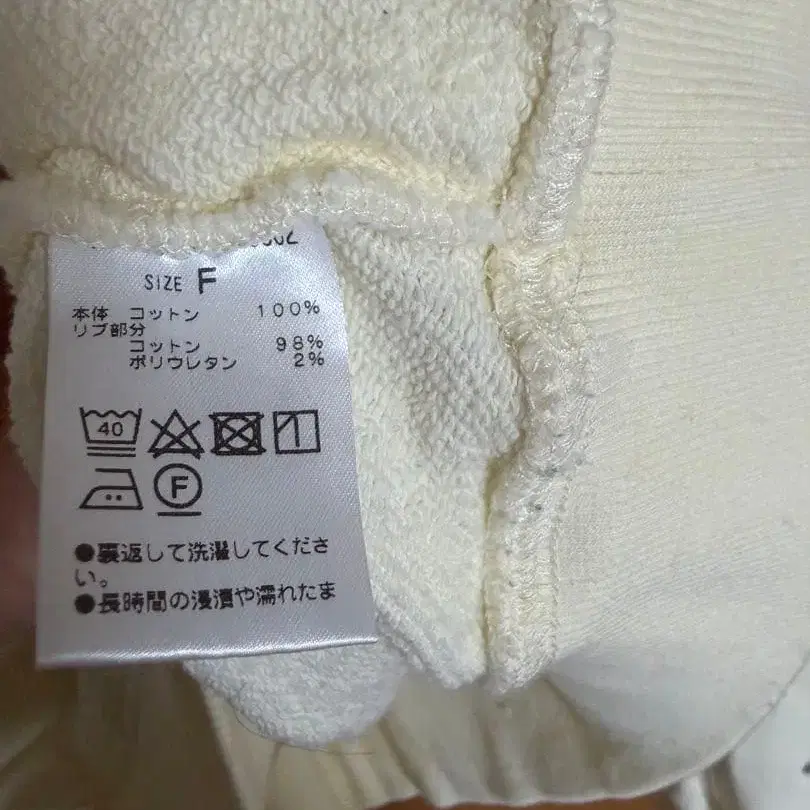 SIZE F
本体 コットン 100%
リブ部分
コットン 98%
ポリウレタン 2%
40
F
●裏返して洗濯してくださ
い。
●長時間の浸漬や濡れたま